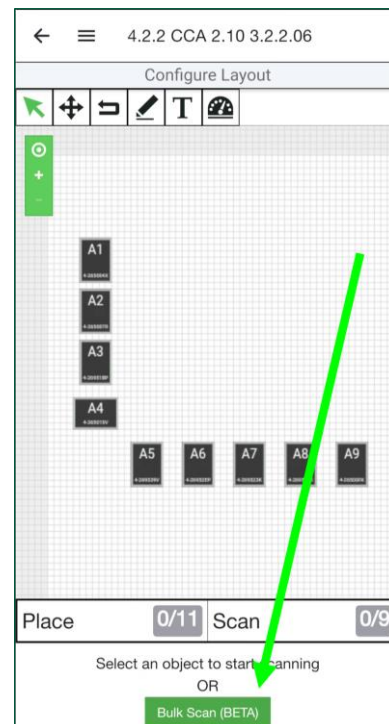 4.2.2 CCA 2.10 3.2.2.06
Configure Layout
T
A1
A2
A3
A4
A5 A6 A7 A8 A9
Place 0/11 Scan 0/9
Select an object to start scanning
OR
Bulk Scan (BETA)